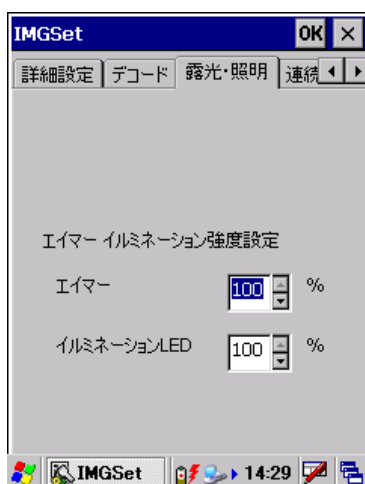 IMGSet OK ×
詳細設定 デコード 露光・照明 連続
エイマー イルミネーション強度設定
エイマー 100 %
イルミネーションLED 100 %
IMGSet 14:29